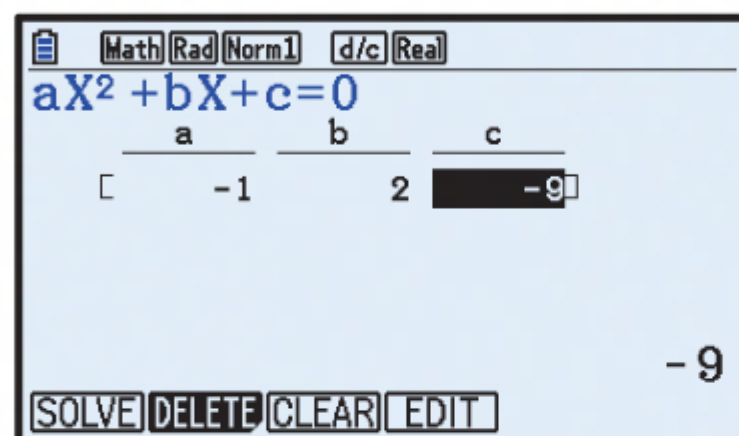 Math Rad Norm1 d/c Real
aX² +bX+c=0
a b c
[ -1 2 -9 ]
-9
SOLVE DELETE CLEAR EDIT